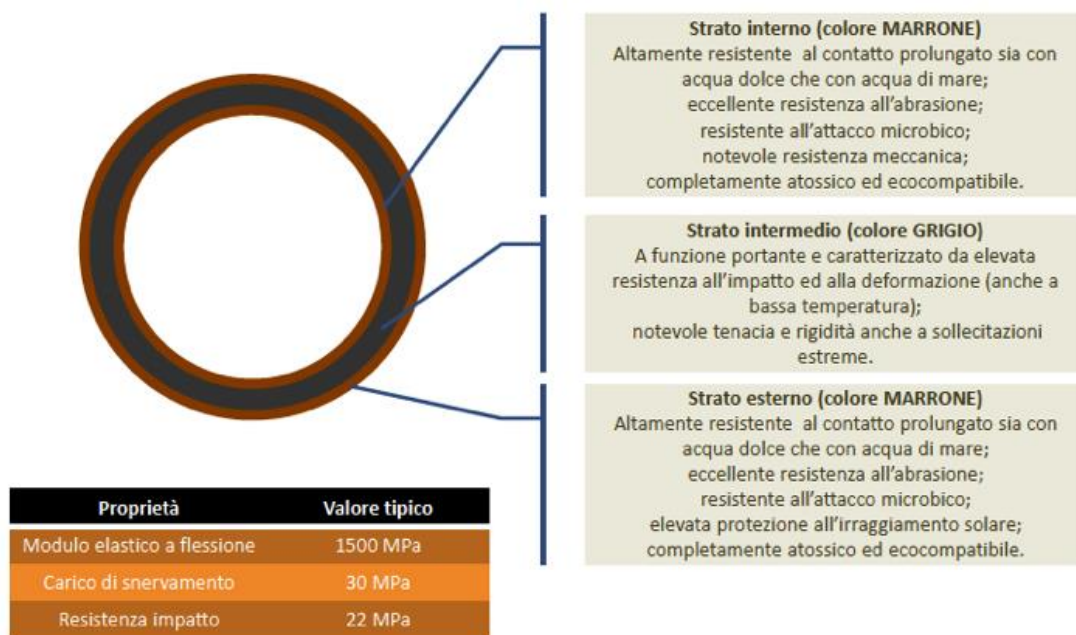 Strato interno (colore MARRONE)
Altamente resistente al contatto prolungato sia con
acqua dolce che con acqua di mare;
eccellente resistenza all'abrasione;
resistente all'attacco microbico;
notevole resistenza meccanica;
completamente atossico ed ecocompatibile.
Strato intermedio (colore GRIGIO)
A funzione portante e caratterizzato da elevata
resistenza all'impatto ed alla deformazione (anche a
bassa temperatura);
notevole tenacia e rigidità anche a sollecitazioni
estreme.
Strato esterno (colore MARRONE)
Altamente resistente al contatto prolungato sia con
acqua dolce che con acqua di mare;
eccellente resistenza all'abrasione;
resistente all'attacco microbico;
elevata protezione all'irraggiamento solare;
completamente atossico ed ecocompatibile.
Proprietà Valore tipico
Modulo elastico a flessione 1500 MPa
Carico di snervamento 30 MPa
Resistenza impatto 22 MPa